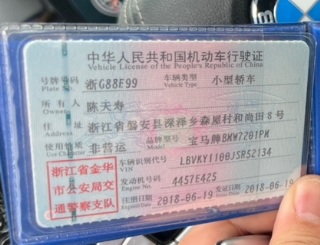 中华人民共和国机动车行驶证
Vehicle License of the People's Republic of China
号牌号码 浙G88E99 车辆类型 小型轿车
Plate No. Vehicle Type
所有人 陈天寿
Owner
住址 浙江省磐安县深泽乡森屋村和尚田8号
Address
使用性质 非营运 品牌型号 宝马牌BMW7201PM
Model
浙江省金华
市公安局交
通警察支队
车辆识别代号 LBVKY1100JSR52134
VIN
发动机号码 4457E42S
Engine No.
注册日期 2018-06-19 发证日期 2018-06-19
Register Date Issue Date